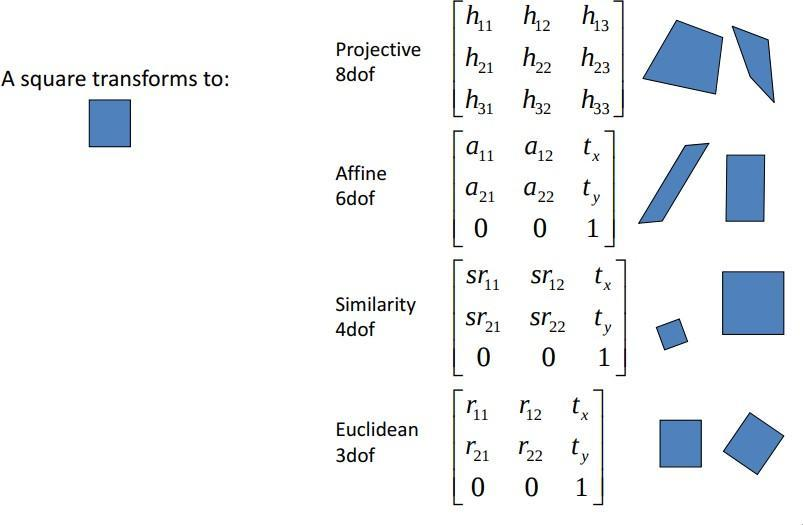 A square transforms to:
Projective
8dof
h11 h12 h13
h21 h22 h23
h31 h32 h33
Affine
6dof
a11 a12 tx
a21 a22 ty
0 0 1
Similarity
4dof
sr11 sr12 tx
sr21 sr22 ty
0 0 1
Euclidean
3dof
r11 r12 tx
r21 r22 ty
0 0 1